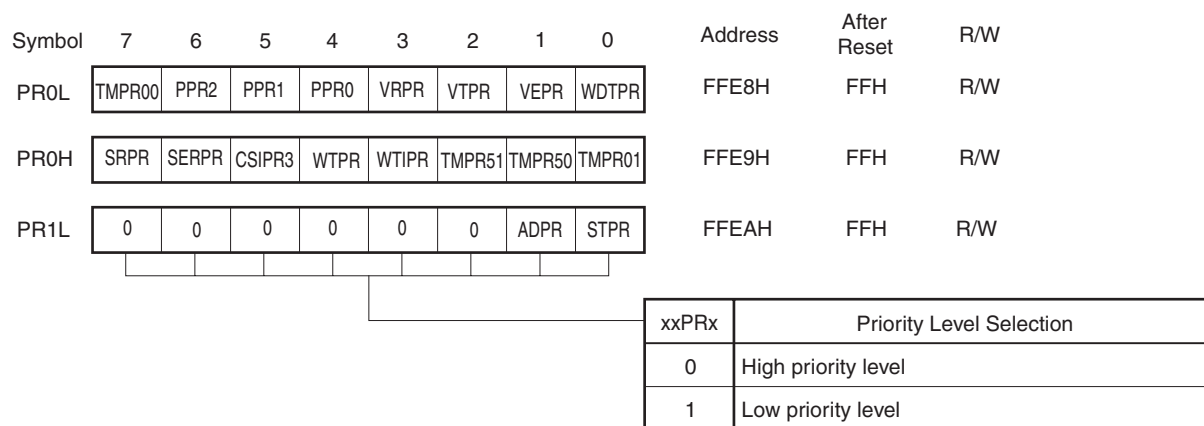 Symbol 7 6 5 4 3 2 1 0 Address After Reset R/W
PR0L TMPR00 PPR2 PPR1 PPR0 VRPR VTPR VEPR WDTPR FFE8H FFH R/W
PR0H SRPR SERPR CSIPR3 WTPR WTIPR TMPR51 TMPR50 TMPR01 FFE9H FFH R/W
PR1L 0 0 0 0 0 0 ADPR STPR FFEAH FFH R/W
xxPRx Priority Level Selection
0 High priority level
1 Low priority level